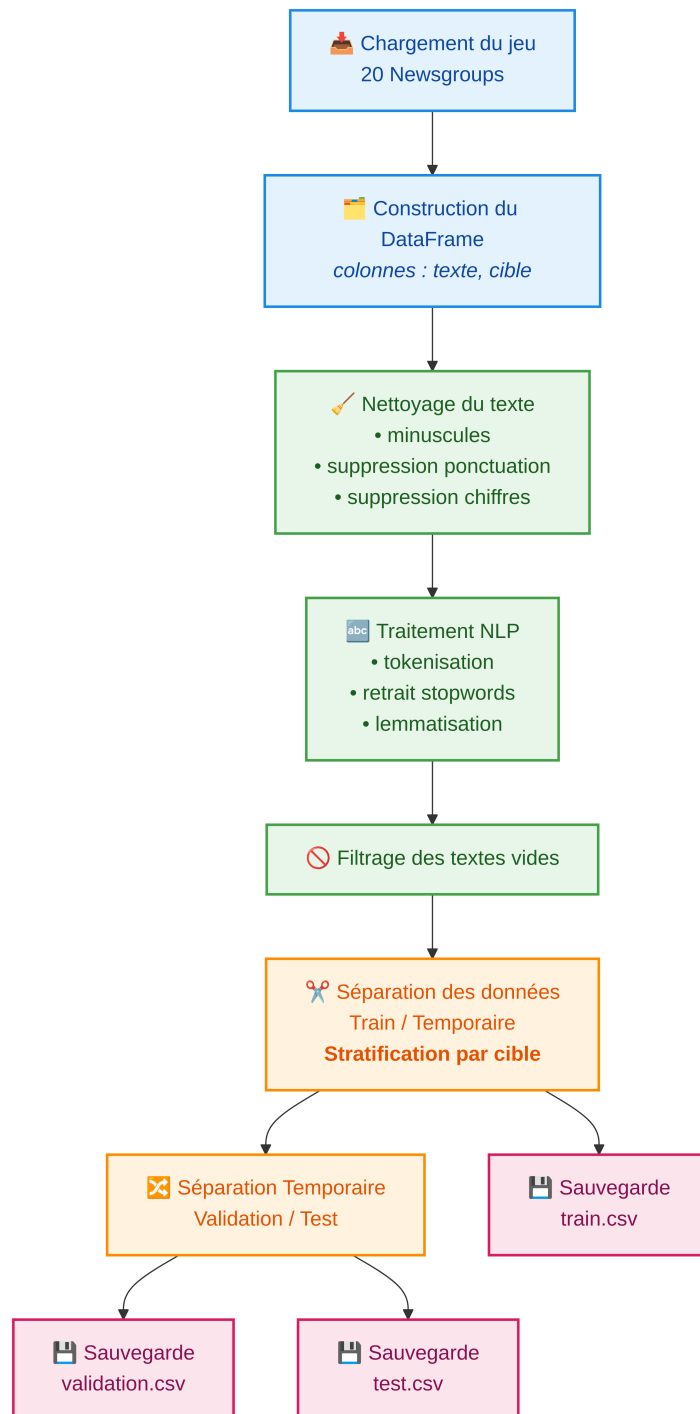 📥 Chargement du jeu
20 Newsgroups
🗂️ Construction du
DataFrame
colonnes : texte, cible
🧹 Nettoyage du texte
• minuscules
• suppression ponctuation
• suppression chiffres
🔤 Traitement NLP
• tokenisation
• retrait stopwords
• lemmatisation
🚫 Filtrage des textes vides
✂️ Séparation des données
Train / Temporaire
Stratification par cible
🔀 Séparation Temporaire
Validation / Test
💾 Sauvegarde
train.csv
💾 Sauvegarde
validation.csv
💾 Sauvegarde
test.csv